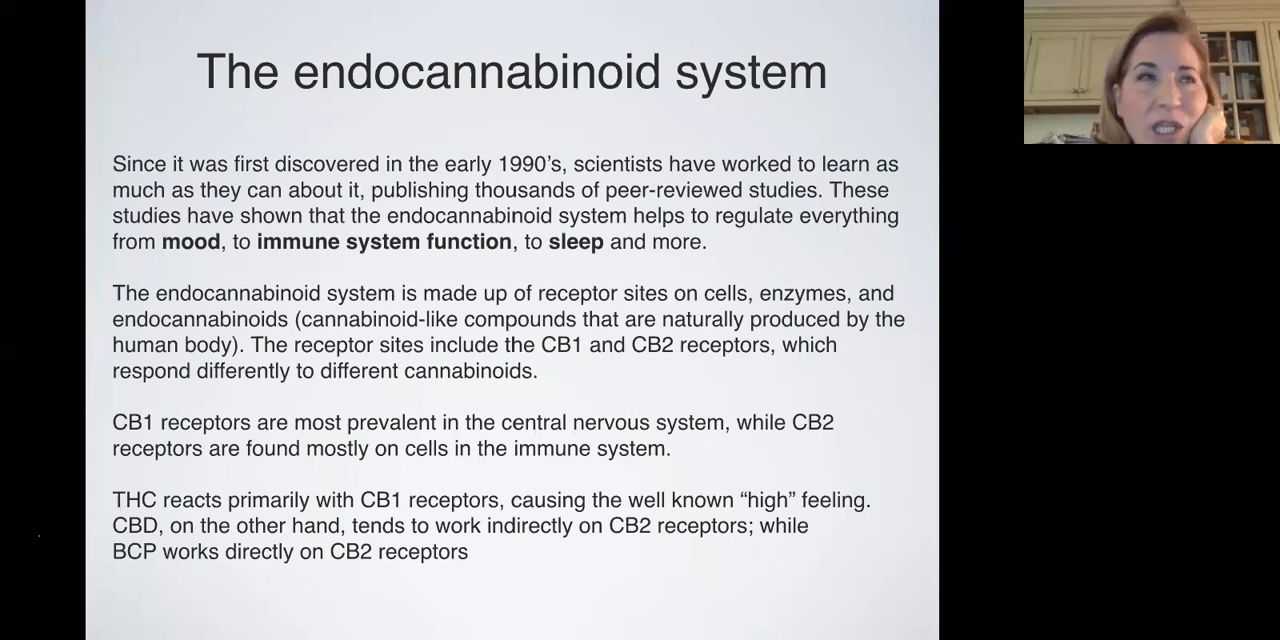 The endocannabinoid system
Since it was first discovered in the early 1990’s, scientists have worked to learn as
much as they can about it, publishing thousands of peer-reviewed studies. These
studies have shown that the endocannabinoid system helps to regulate everything
from mood, to immune system function, to sleep and more.
The endocannabinoid system is made up of receptor sites on cells, enzymes, and
endocannabinoids (cannabinoid-like compounds that are naturally produced by the
human body). The receptor sites include the CB1 and CB2 receptors, which
respond differently to different cannabinoids.
CB1 receptors are most prevalent in the central nervous system, while CB2
receptors are found mostly on cells in the immune system.
THC reacts primarily with CB1 receptors, causing the well known “high” feeling.
CBD, on the other hand, tends to work indirectly on CB2 receptors; while
BCP works directly on CB2 receptors